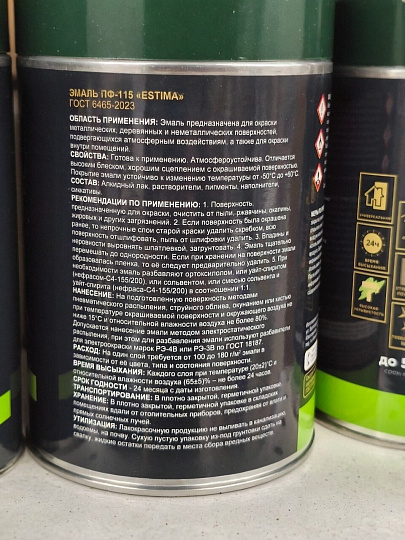 ЭМАЛЬ ПФ-115 «ESTIMA»
ГОСТ 6465-2023
ОБЛАСТЬ ПРИМЕНЕНИЯ: Эмаль предназначена для окраски
металлических, деревянных и неметаллических поверхностей,
подвергающихся атмосферным воздействиям, а также для окраски
внутри помещений.
СВОЙСТВА: Готова к применению. Атмосфероустойчива. Отличается
высоким блеском, хорошим сцеплением с окрашиваемой поверхностью.
Покрытие эмали устойчиво к изменению температуры от -50°С до +60°С.
СОСТАВ: Алкидный лак, растворители, пигменты, наполнители,
сиккативы.
РЕКОМЕНДАЦИИ ПО ПРИМЕНЕНИЮ: 1. Поверхность,
предназначенную для окраски, очистить от пыли, ржавчины, окалины,
жировых и других загрязнений. 2. Если поверхность была окрашена
ранее, то непрочные слои старой краски удалить скребком, всю
поверхность отшлифовать, пыль от шлифовки удалить. 3. Впадины и
неровности выровнять шпатлевкой, загрунтовать. 4. Эмаль тщательно
перемешать до однородности. Если при хранении на поверхности эмали
образовалась пленка, то её следует предварительно удалить. 5. При
необходимости эмаль разбавляют ортоксилолом, или уайт-спиритом
(нефрасом-С4-155/200), или сольвентом, или смесью сольвента и
уайт-спирита (нефраса-С4-155/200) в соотношении 1:1.
НАНЕСЕНИЕ: На подготовленную поверхность методами
пневматического распыления, струйного облива, окунанием или кистью
при температуре окрашиваемой поверхности и окружающего воздуха не
ниже 15°С и относительной влажности воздуха не более 80%.
Допускается нанесение эмали методом электростатического
распыления, при этом для разбавления эмали используют разбавители
для электроокраски марок РЭ-4В или РЭ-3В по ГОСТ 18187.
РАСХОД: На один слой требуется от 100 до 180 г/м² эмали в
зависимости от её цвета, типа и состояния поверхности.
ВРЕМЯ ВЫСЫХАНИЯ: Каждого слоя при температуре (20±2)°С и
относительной влажности воздуха (65±5)% – не более 24 часов.
СРОК ГОДНОСТИ - 24 месяца с даты изготовления.
ТРАНСПОРТИРОВАНИЕ: В плотно закрытой, герметичной упаковке.
ХРАНЕНИЕ: В плотно закрытой, герметичной упаковке в складских
помещениях вдали от отопительных приборов, предохраняя от влаги и
прямых солнечных лучей.
УТИЛИЗАЦИЯ: Лакокрасочную продукцию не выливать в канализацию,
водоемы, на почву. Сухую пустую упаковку из-под грунтовки сдать на
свалку, жидкие остатки передать в места сбора вредных веществ.
УНИВЕРСАЛЬНАЯ
24ч
ВРЕМЯ
ВЫСЫХАНИЯ
ДО 5